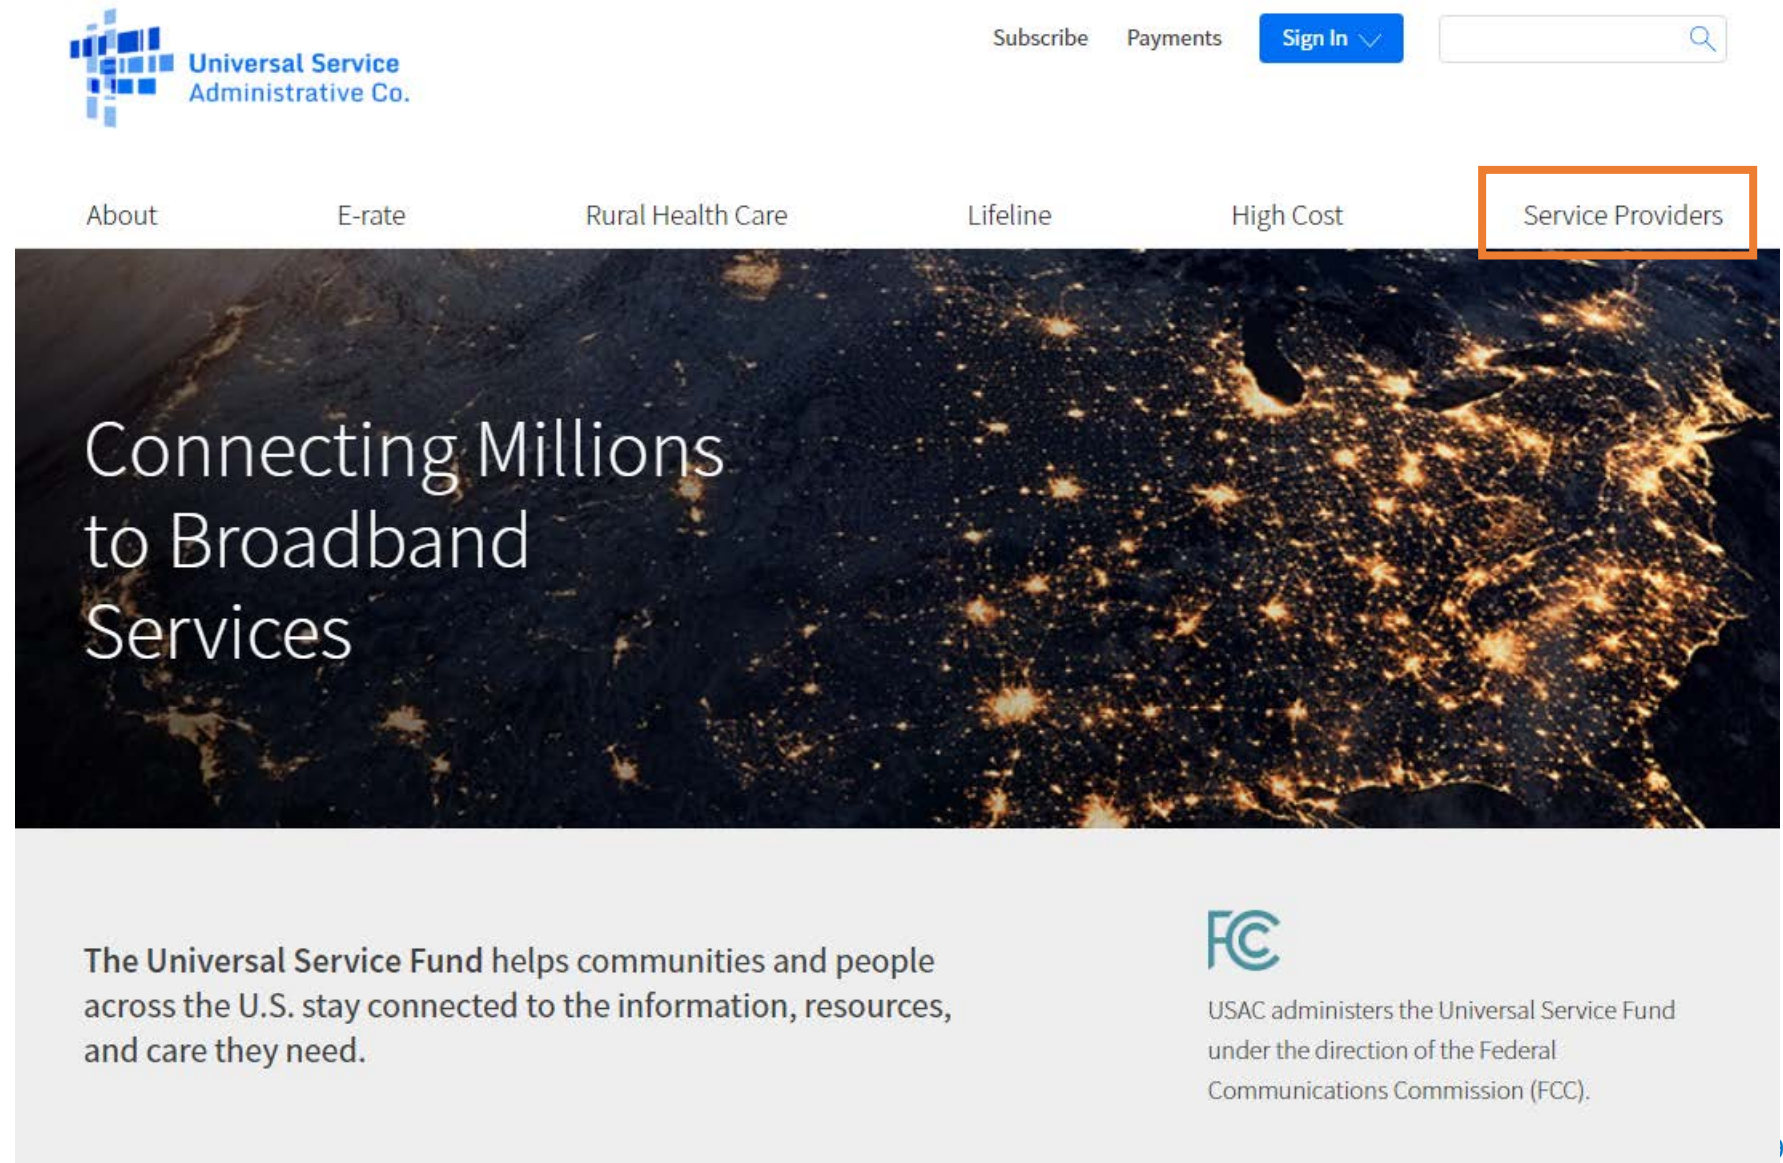 Universal Service
Administrative Co.
Subscribe
Payments
Sign In
About
E-rate
Rural Health Care
Lifeline
High Cost
Service Providers
Connecting Millions
to Broadband
Services
The Universal Service Fund helps communities and people
across the U.S. stay connected to the information, resources,
and care they need.
FCC
USAC administers the Universal Service Fund
under the direction of the Federal
Communications Commission (FCC).